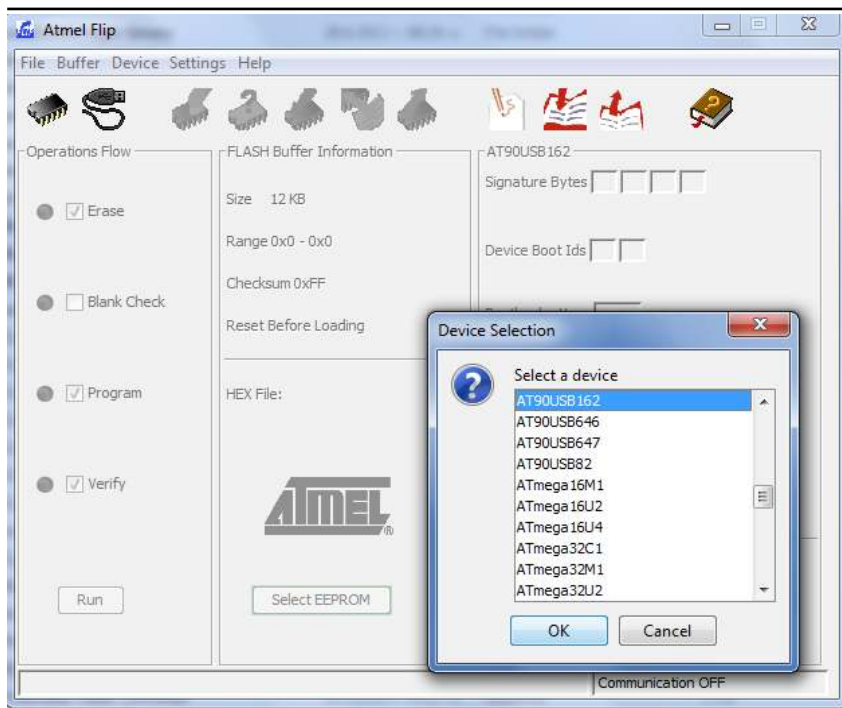 Atmel Flip
File Buffer Device Settings Help
Operations Flow
Erase
Blank Check
Program
Verify
Run
FLASH Buffer Information
Size 12 KB
Range 0x0 - 0x0
Checksum 0xFF
Reset Before Loading
HEX File:
ATMEL
®
Select EEPROM
AT90USB162
Signature Bytes
Device Boot Ids
Device Selection
Select a device
AT90USB162
AT90USB646
AT90USB647
AT90USB82
ATmega16M1
ATmega16U2
ATmega16U4
ATmega32C1
ATmega32M1
ATmega32U2
OK Cancel
Communication OFF